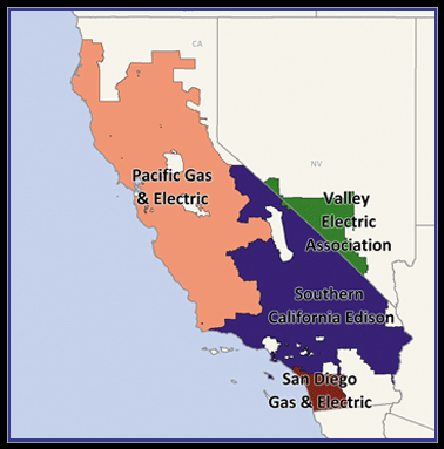 CA
NV
Pacific Gas
& Electric
Valley
Electric
Association
Southern
California Edison
San Diego
Gas & Electric